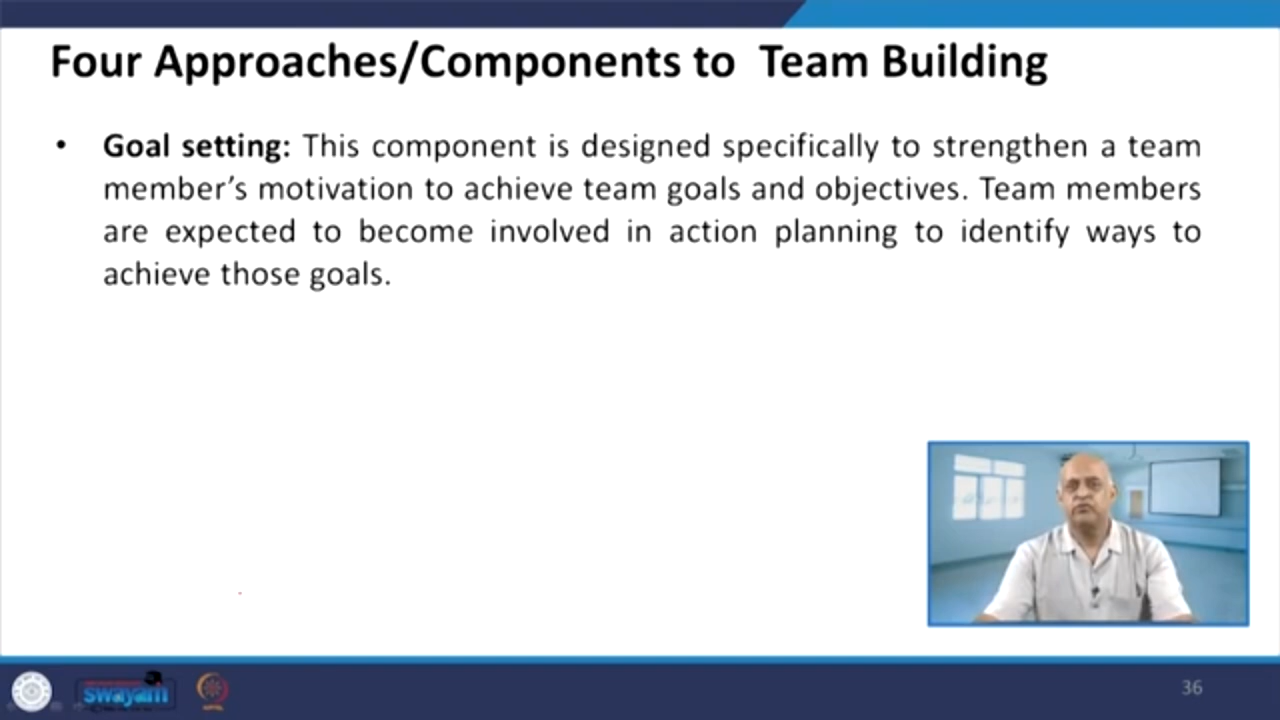 Four Approaches/Components to Team Building
• Goal setting: This component is designed specifically to strengthen a team
member’s motivation to achieve team goals and objectives. Team members
are expected to become involved in action planning to identify ways to
achieve those goals.
swayam
36